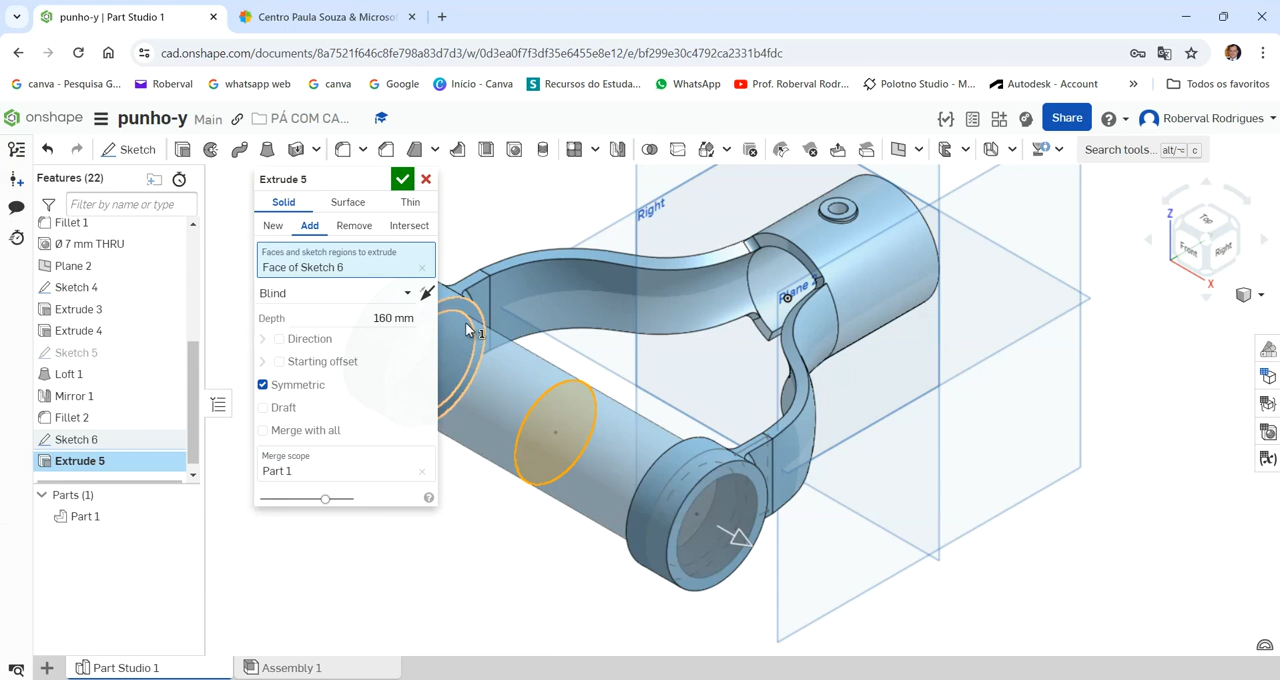 punho-y | Part Studio 1
Centro Paula Souza & Microso
cad.onshape.com/documents/8a7521f646c8fe798a83d7d3/w/0d3ea0f7f3df35e6455e8e12/e/bf299e30c4792ca2331b4fdc
canva - Pesquisa G...
Roberval
whatsapp web
canva
Google
Início - Canva
Recursos do Estuda...
WhatsApp
Prof. Roberval Rodr...
Polotno Studio - M...
Autodesk - Account
»
Todos os favoritos
onshape
punho-y Main
PÁ COM CA...
Share
Roberval Rodrigues
Sketch
Search tools... alt/⌥ c
Features (22)
Filter by name or type
Fillet 1
Ø 7 mm THRU
Plane 2
Sketch 4
Extrude 3
Extrude 4
Sketch 5
Loft 1
Mirror 1
Fillet 2
Sketch 6
Extrude 5
Parts (1)
Part 1
Extrude 5
Solid
Surface
Thin
New
Add
Remove
Intersect
Faces and sketch regions to extrude
Face of Sketch 6
Blind
Depth
160 mm
Direction
Starting offset
Symmetric
Draft
Merge with all
Merge scope
Part 1
Right
Plane 2
1
Z
Top
Front
Right
X
Part Studio 1
Assembly 1